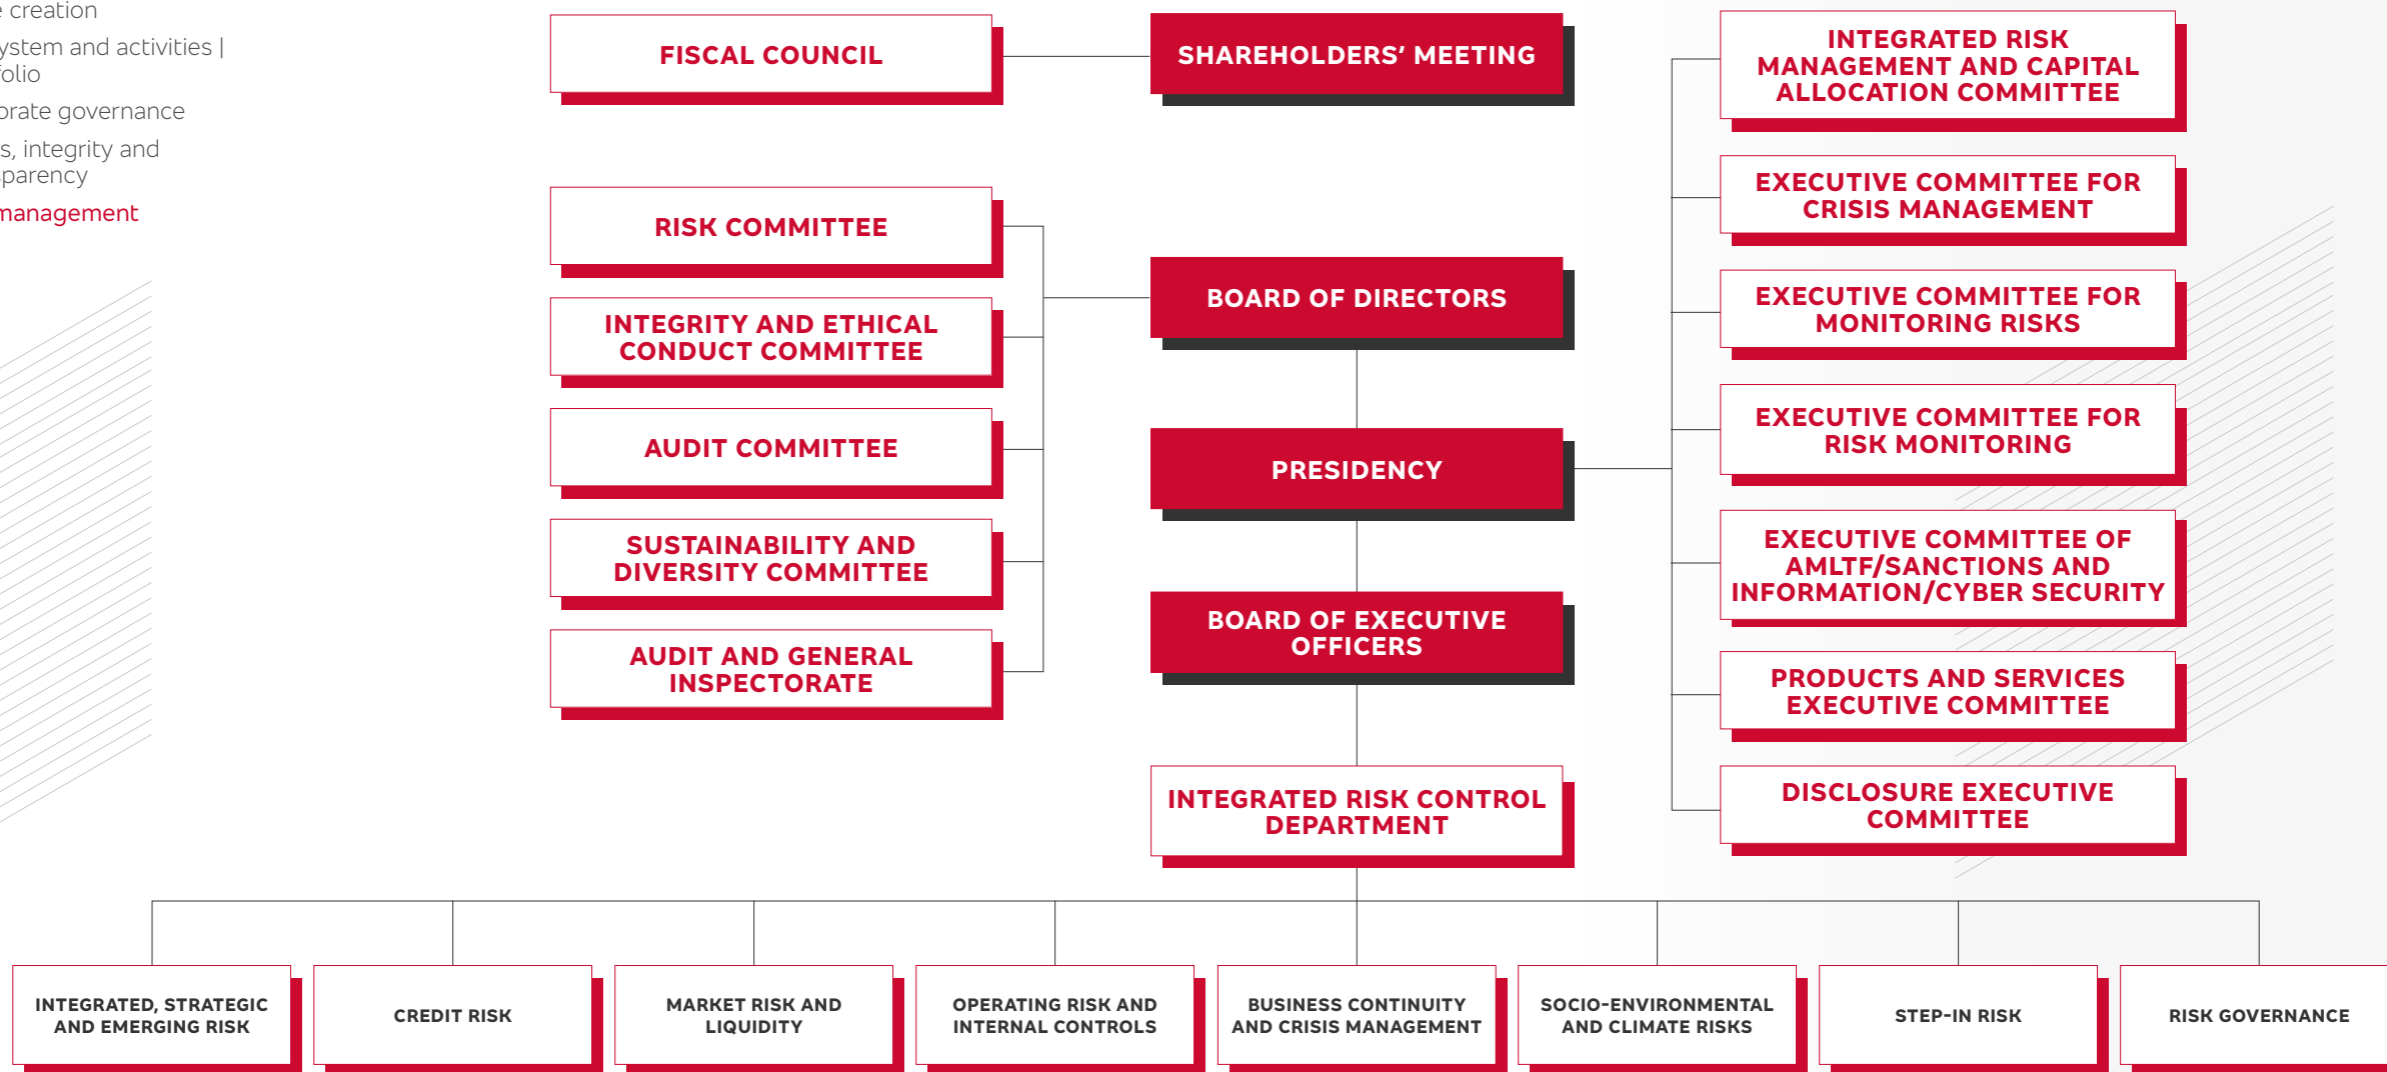 creation
ystem and activities |
folio
orate governance
s, integrity and
sparency
management
FISCAL COUNCIL
SHAREHOLDERS’ MEETING
RISK COMMITTEE
INTEGRITY AND ETHICAL
CONDUCT COMMITTEE
AUDIT COMMITTEE
SUSTAINABILITY AND
DIVERSITY COMMITTEE
AUDIT AND GENERAL
INSPECTORATE
BOARD OF DIRECTORS
PRESIDENCY
BOARD OF EXECUTIVE
OFFICERS
INTEGRATED RISK CONTROL
DEPARTMENT
INTEGRATED RISK
MANAGEMENT AND CAPITAL
ALLOCATION COMMITTEE
EXECUTIVE COMMITTEE FOR
CRISIS MANAGEMENT
EXECUTIVE COMMITTEE FOR
MONITORING RISKS
EXECUTIVE COMMITTEE FOR
RISK MONITORING
EXECUTIVE COMMITTEE OF
AMLTF/SANCTIONS AND
INFORMATION/CYBER SECURITY
PRODUCTS AND SERVICES
EXECUTIVE COMMITTEE
DISCLOSURE EXECUTIVE
COMMITTEE
INTEGRATED, STRATEGIC
AND EMERGING RISK
CREDIT RISK
MARKET RISK AND
LIQUIDITY
OPERATING RISK AND
INTERNAL CONTROLS
BUSINESS CONTINUITY
AND CRISIS MANAGEMENT
SOCIO-ENVIRONMENTAL
AND CLIMATE RISKS
STEP-IN RISK
RISK GOVERNANCE